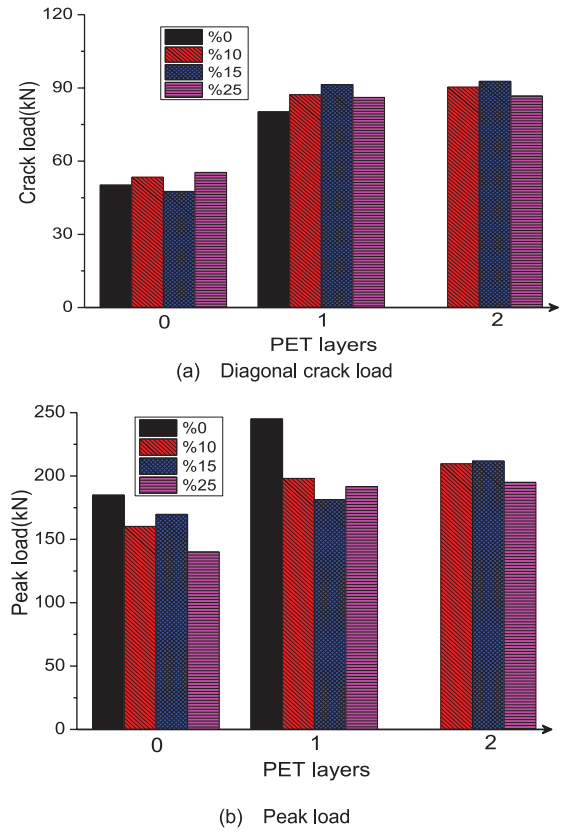 120
90
60
30
0
Crack load(kN)
%0
%10
%15
%25
0 1 2
PET layers
(a) Diagonal crack load
250
200
150
100
50
0
Peak load(kN)
%0
%10
%15
%25
0 1 2
PET layers
(b) Peak load